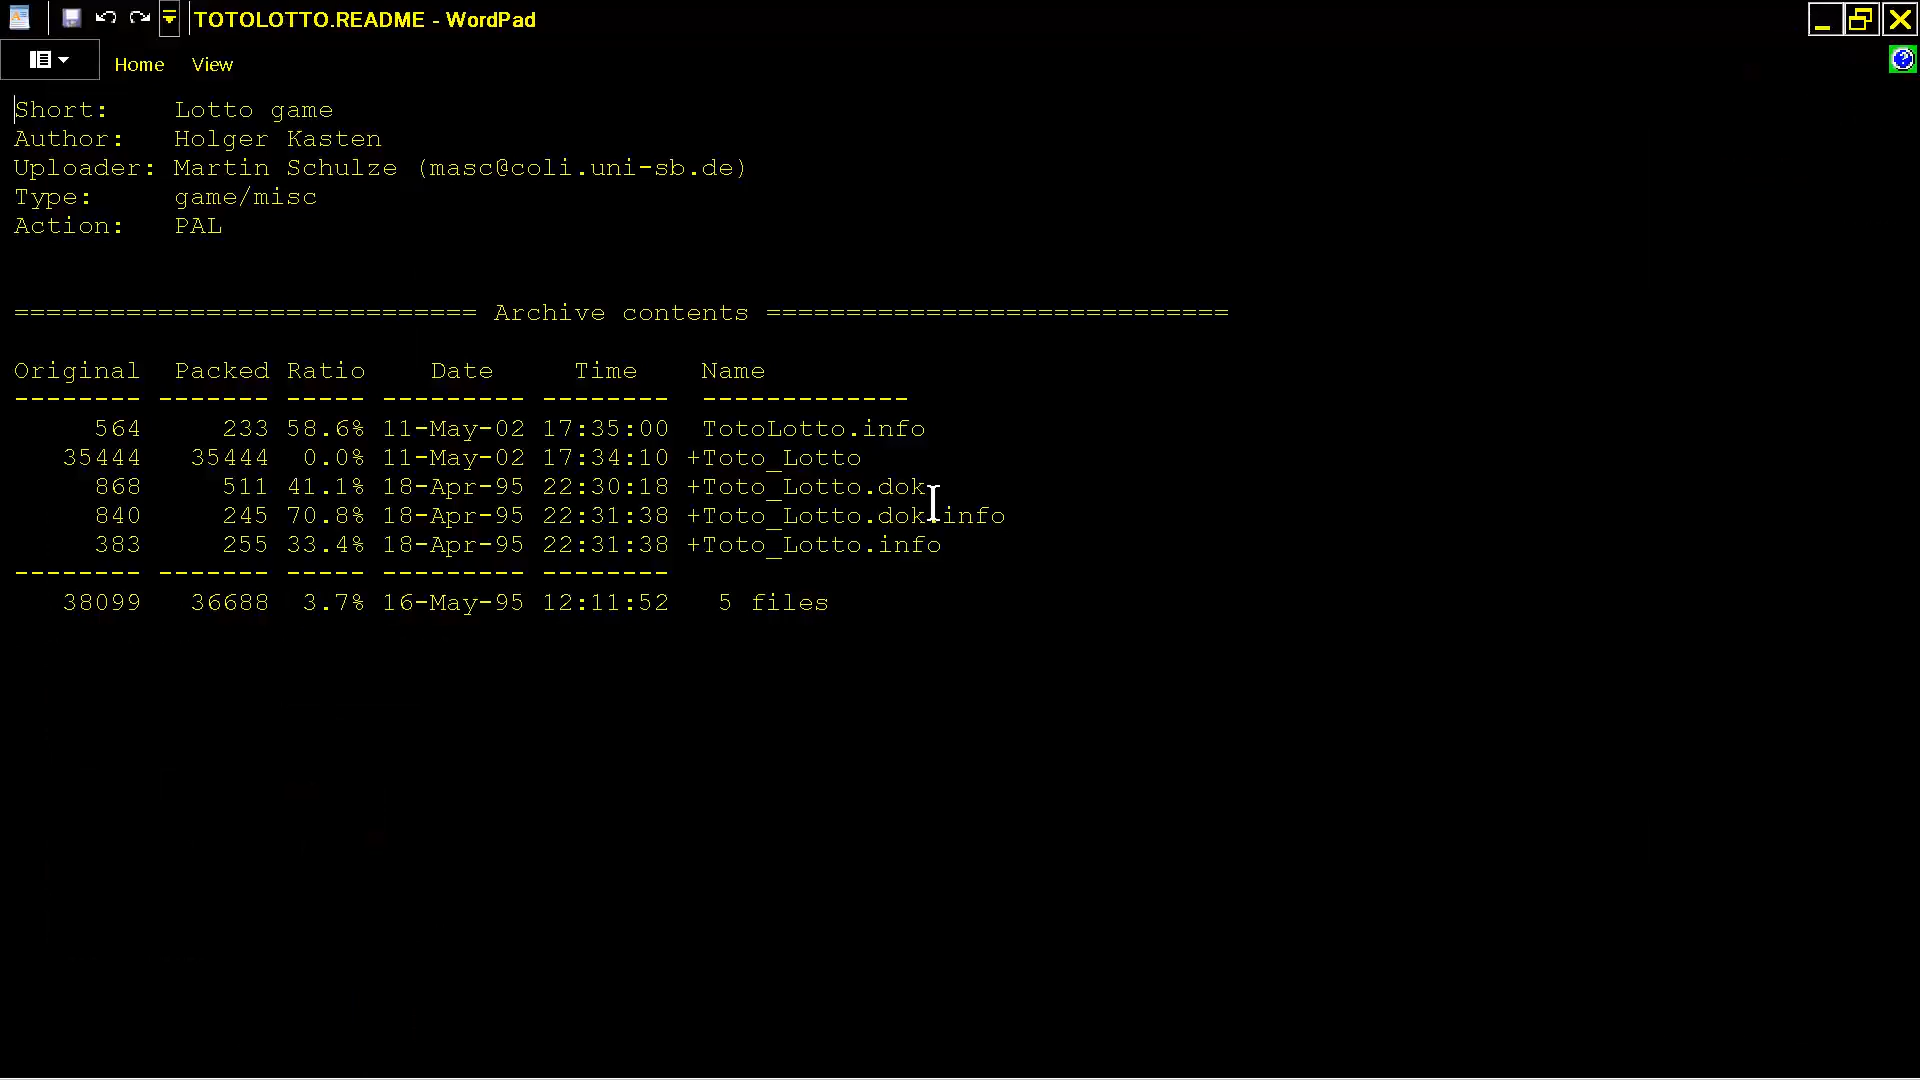 TOTOLOTTO.README - WordPad
Home View
Short:    Lotto game
Author:   Holger Kasten
Uploader: Martin Schulze (masc@coli.uni-sb.de)
Type:     game/misc
Action:   PAL
============================= Archive contents =============================
Original  Packed Ratio    Date     Time    Name
-------- ------- ----- --------- --------  -------------
     564     233 58.6% 11-May-02 17:35:00  TotoLotto.info
   35444   35444  0.0% 11-May-02 17:34:10 +Toto_Lotto
     868     511 41.1% 18-Apr-95 22:30:18 +Toto_Lotto.dok
     840     245 70.8% 18-Apr-95 22:31:38 +Toto_Lotto.dok.info
     383     255 33.4% 18-Apr-95 22:31:38 +Toto_Lotto.info
-------- ------- ----- --------- --------
   38099   36688  3.7% 16-May-95 12:11:52   5 files